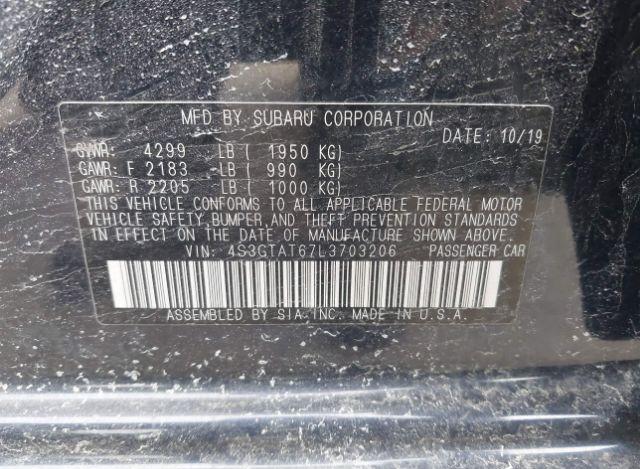 MFD BY SUBARU CORPORATION
DATE: 10/19
GVWR: 4299 LB ( 1950 KG)
GAWR: F 2183 LB ( 990 KG)
GAWR: R 2205 LB ( 1000 KG)
THIS VEHICLE CONFORMS TO ALL APPLICABLE FEDERAL MOTOR
VEHICLE SAFETY, BUMPER, AND THEFT PREVENTION STANDARDS
IN EFFECT ON THE DATE OF MANUFACTURE SHOWN ABOVE.
VIN: 4S3GTAT67L3703206 PASSENGER CAR
ASSEMBLED BY SIA, INC. MADE IN U.S.A.